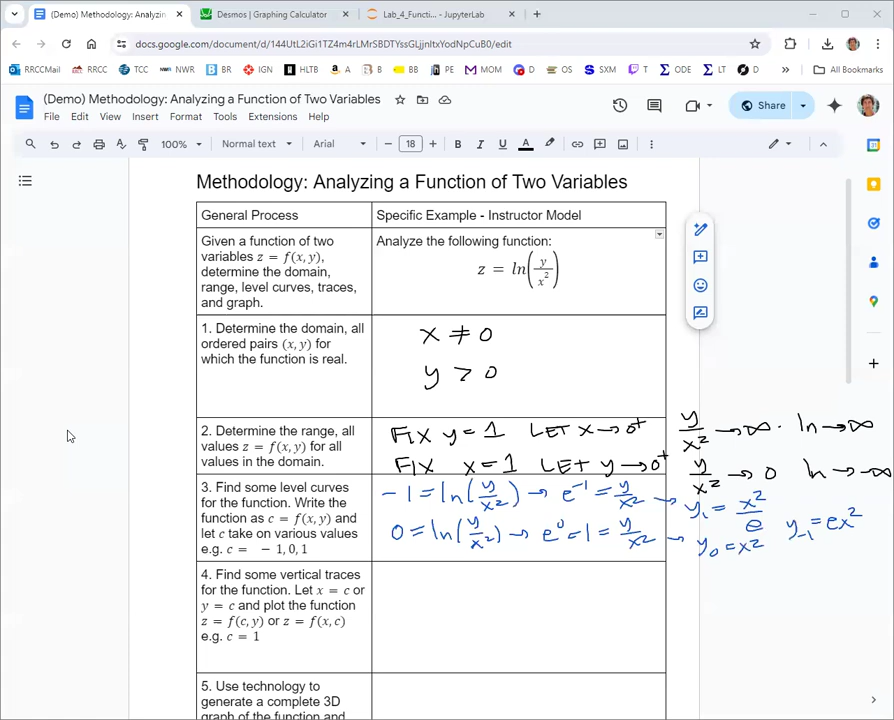 (Demo) Methodology: Analyzin
Desmos | Graphing Calculator
Lab_4_Functi... - JupyterLab
docs.google.com/document/d/144UtL2iGi1TZ4m4rLMrSBDTYssGLjjnItxYodNpCuB0/edit
RRCCMail RRCC TCC NWR BR IGN HLTB A B BB PE MOM D OS SXM T ODE LT D » All Bookmarks
(Demo) Methodology: Analyzing a Function of Two Variables
Share
File Edit View Insert Format Tools Extensions Help
100% Normal text Arial 18 B I U A
Methodology: Analyzing a Function of Two Variables
General Process
Specific Example - Instructor Model
Given a function of two
variables z = f(x, y),
determine the domain,
range, level curves, traces,
and graph.
Analyze the following function:
z = ln(y/x²)
1. Determine the domain, all
ordered pairs (x, y) for
which the function is real.
x ≠ 0
y > 0
2. Determine the range, all
values z = f(x, y) for all
values in the domain.
FIX y = 1 LET x → 0⁺ y/x² → ∞ · ln → ∞
FIX x = 1 LET y → 0⁺ y/x² → 0 ln → -∞
3. Find some level curves
for the function. Write the
function as c = f(x, y) and
let c take on various values
e.g. c = − 1, 0, 1
-1 = ln(y/x²) → e⁻¹ = y/x² → y₁ = x²/e y₋₁ = ex²
0 = ln(y/x²) → e⁰ = 1 = y/x² → y₀ = x²
4. Find some vertical traces
for the function. Let x = c or
y = c and plot the function
z = f(c, y) or z = f(x, c)
e.g. c = 1
5. Use technology to
generate a complete 3D
graph of the function and